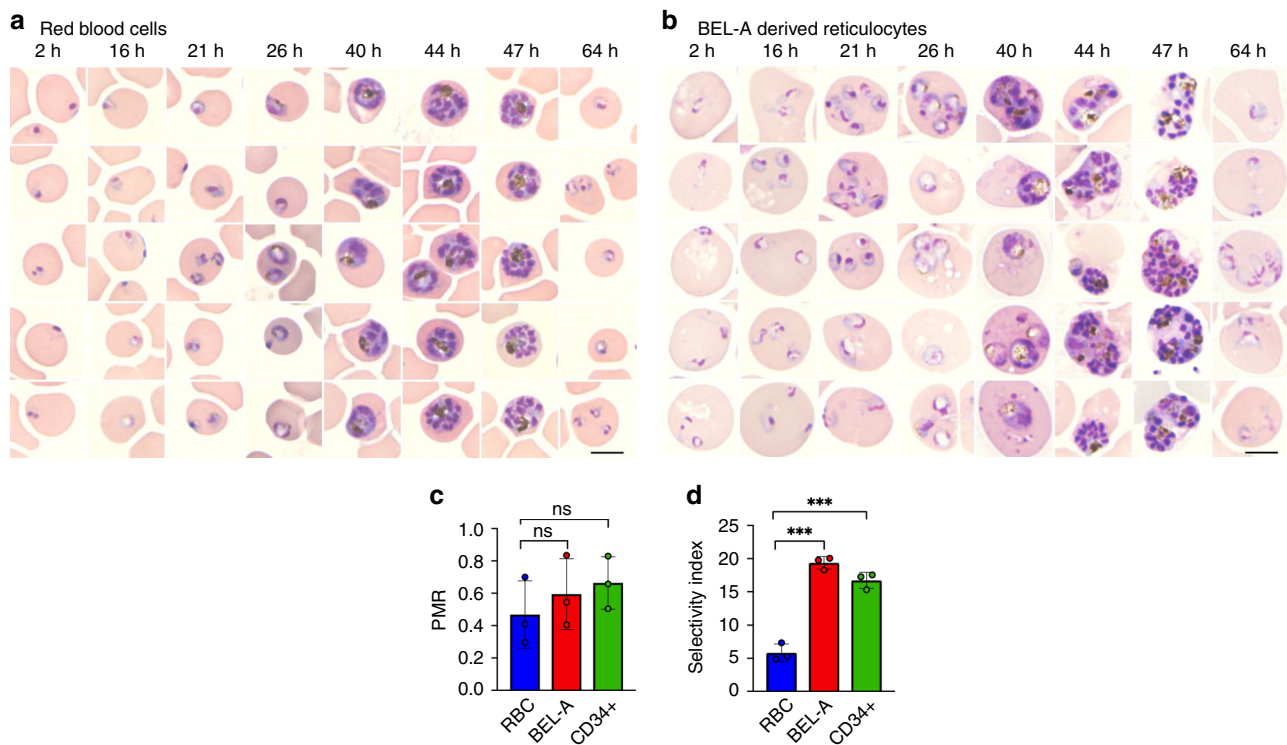 a Red blood cells
2 h 16 h 21 h 26 h 40 h 44 h 47 h 64 h
b BEL-A derived reticulocytes
2 h 16 h 21 h 26 h 40 h 44 h 47 h 64 h
c
ns
ns
1.0
0.8
0.6
0.4
0.2
0.0
PMR
RBC
BEL-A
CD34+
d
***
***
25
20
15
10
5
0
Selectivity index
RBC
BEL-A
CD34+